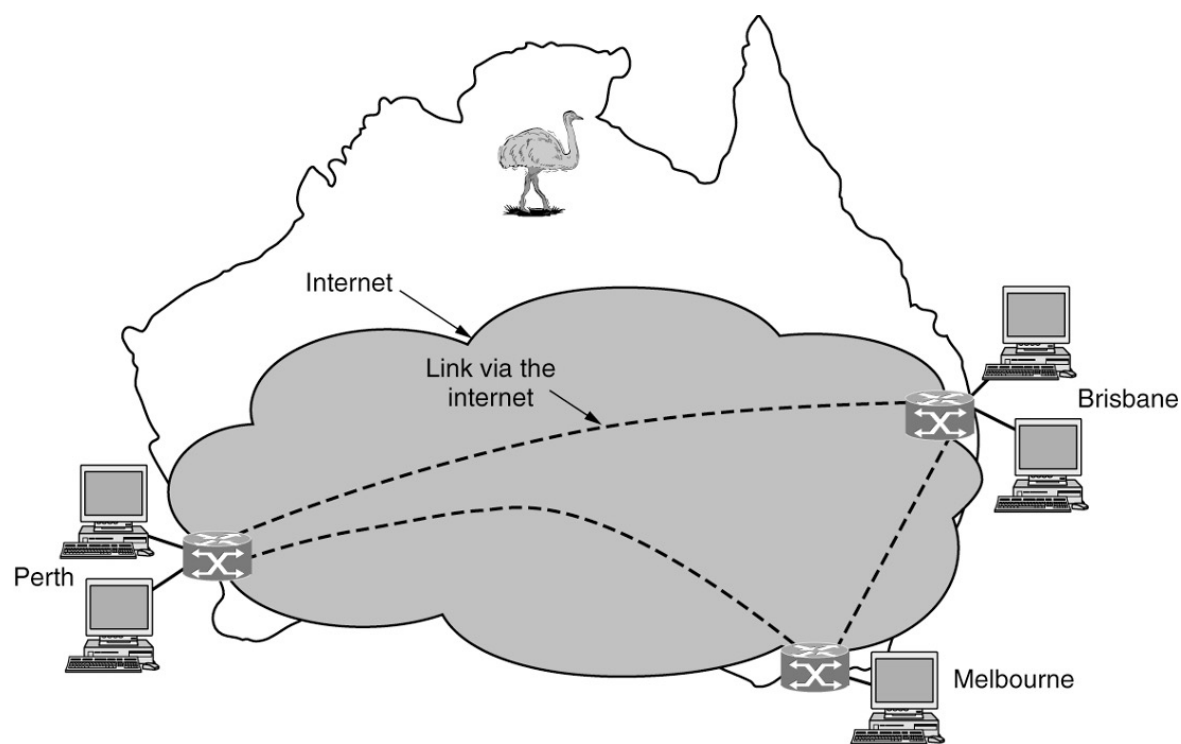 Internet
Link via the
internet
Brisbane
Perth
Melbourne